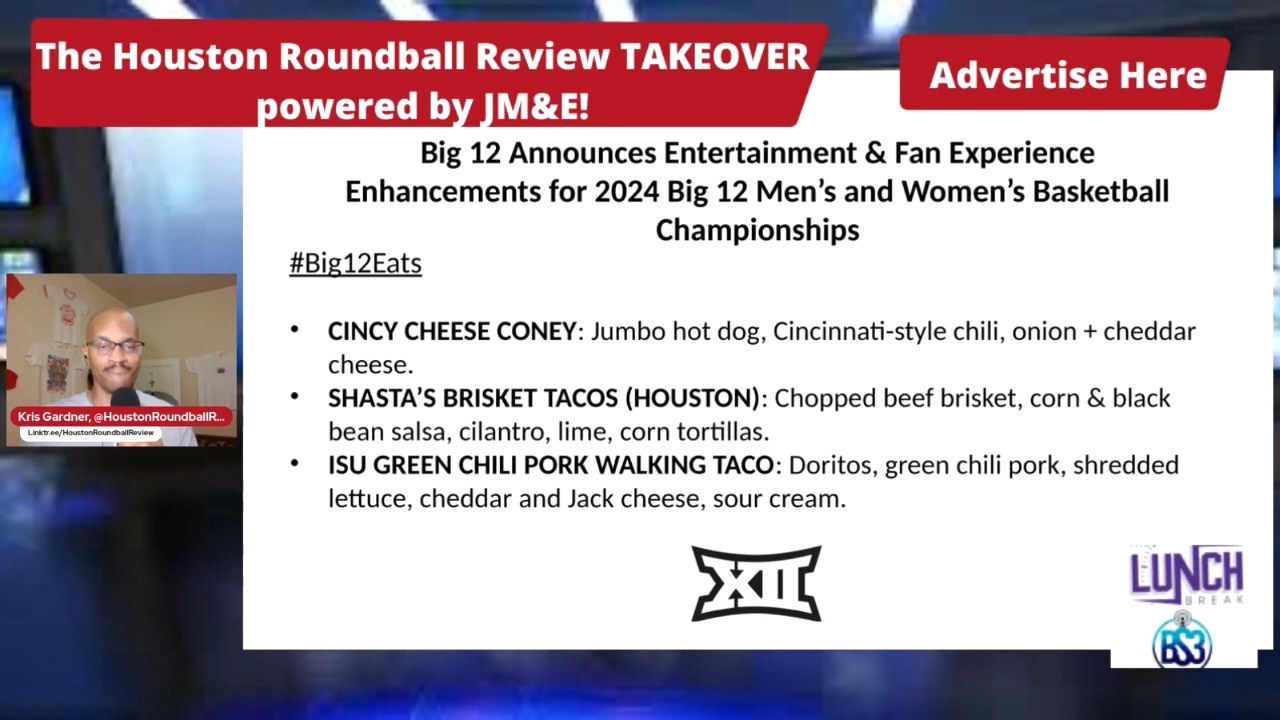 The Houston Roundball Review TAKEOVER
powered by JM&E!
Advertise Here
Big 12 Announces Entertainment & Fan Experience
Enhancements for 2024 Big 12 Men’s and Women’s Basketball
Championships
#Big12Eats
• CINCY CHEESE CONEY: Jumbo hot dog, Cincinnati-style chili, onion + cheddar
cheese.
• SHASTA’S BRISKET TACOS (HOUSTON): Chopped beef brisket, corn & black
bean salsa, cilantro, lime, corn tortillas.
• ISU GREEN CHILI PORK WALKING TACO: Doritos, green chili pork, shredded
lettuce, cheddar and Jack cheese, sour cream.
Kris Gardner, @HoustonRoundballR...
Linktr.ee/HoustonRoundballReview
XII
LUNCH
BREAK
BS3